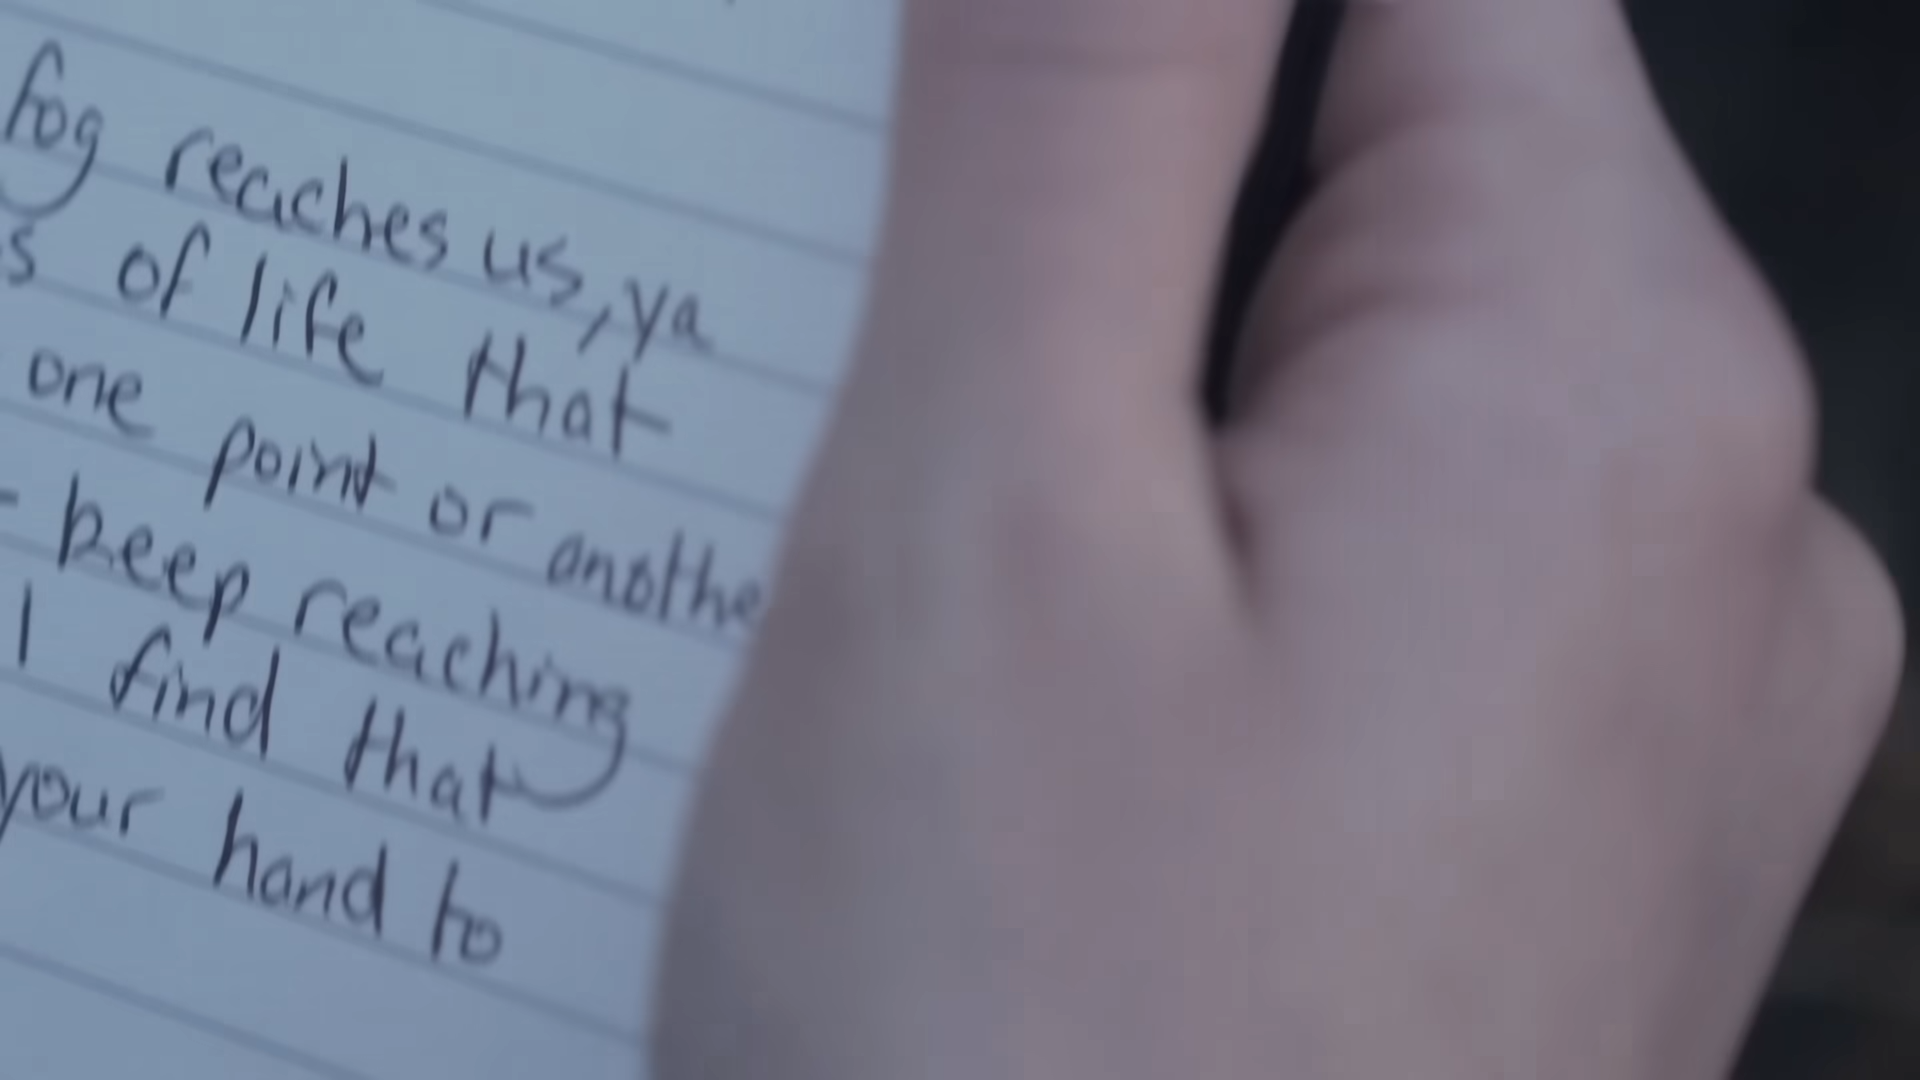 fog reaches us, ya
s of life that
one point or anothe
- keep reaching
I find that
your hand to